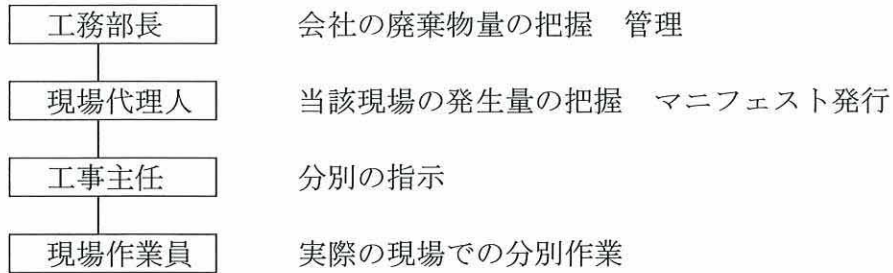 工務部長　会社の廃棄物量の把握　管理
現場代理人　当該現場の発生量の把握　マニフェスト発行
工事主任　分別の指示
現場作業員　実際の現場での分別作業